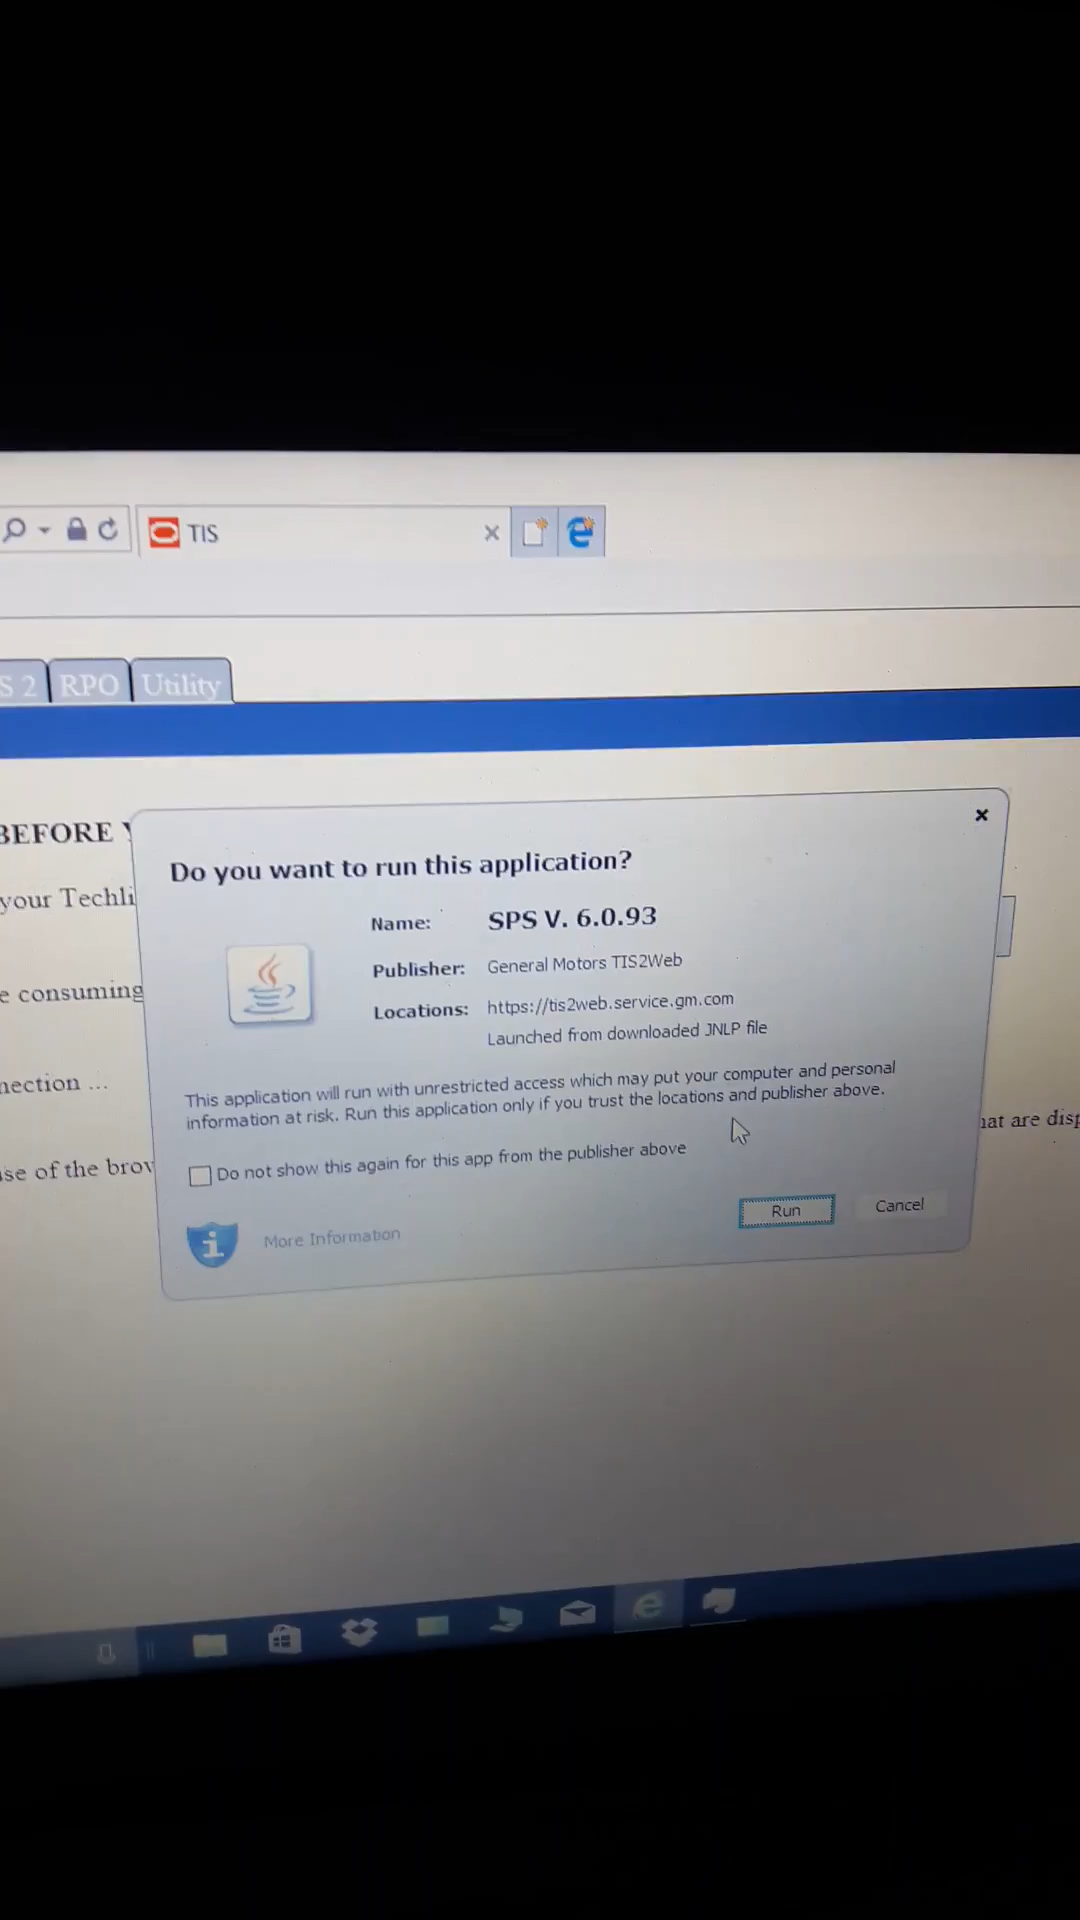 TIS
S 2 RPO Utility
BEFORE
Do you want to run this application?
your Techli
Name: SPS V. 6.0.93
Publisher: General Motors TIS2Web
e consuming
Locations: https://tis2web.service.gm.com
Launched from downloaded JNLP file
nection ...
This application will run with unrestricted access which may put your computer and personal
information at risk. Run this application only if you trust the locations and publisher above.
hat are disp
se of the brow
Do not show this again for this app from the publisher above
Run Cancel
More Information